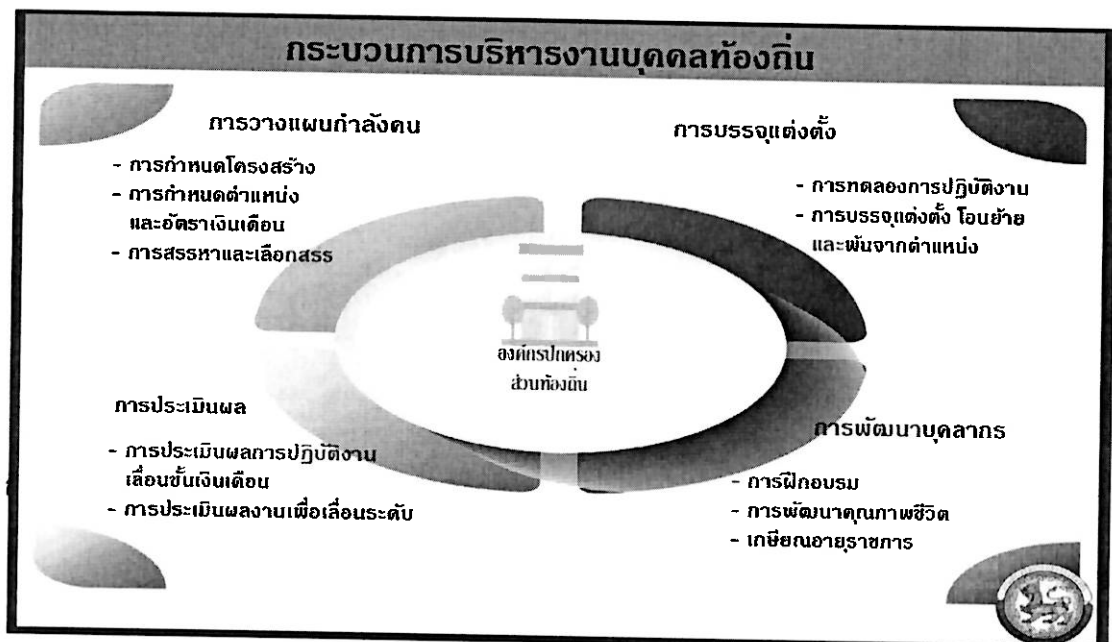 กระบวนการบริหารงานบุคคลท้องถิ่น
การวางแผนกำลังคน
- การกำหนดโครงสร้าง
- การกำหนดตำแหน่ง
และอัตราเงินเดือน
- การสรรหาและเลือกสรร
การบรรจุแต่งตั้ง
- การทดลองการปฏิบัติงาน
- การบรรจุแต่งตั้ง โอนย้าย
และพ้นจากตำแหน่ง
องค์กรปกครอง
ส่วนท้องถิ่น
การประเมินผล
- การประเมินผลการปฏิบัติงาน
เลื่อนขั้นเงินเดือน
- การประเมินผลงานเพื่อเลื่อนระดับ
การพัฒนาบุคลากร
- การฝึกอบรม
- การพัฒนาคุณภาพชีวิต
- เกษียณอายุราชการ